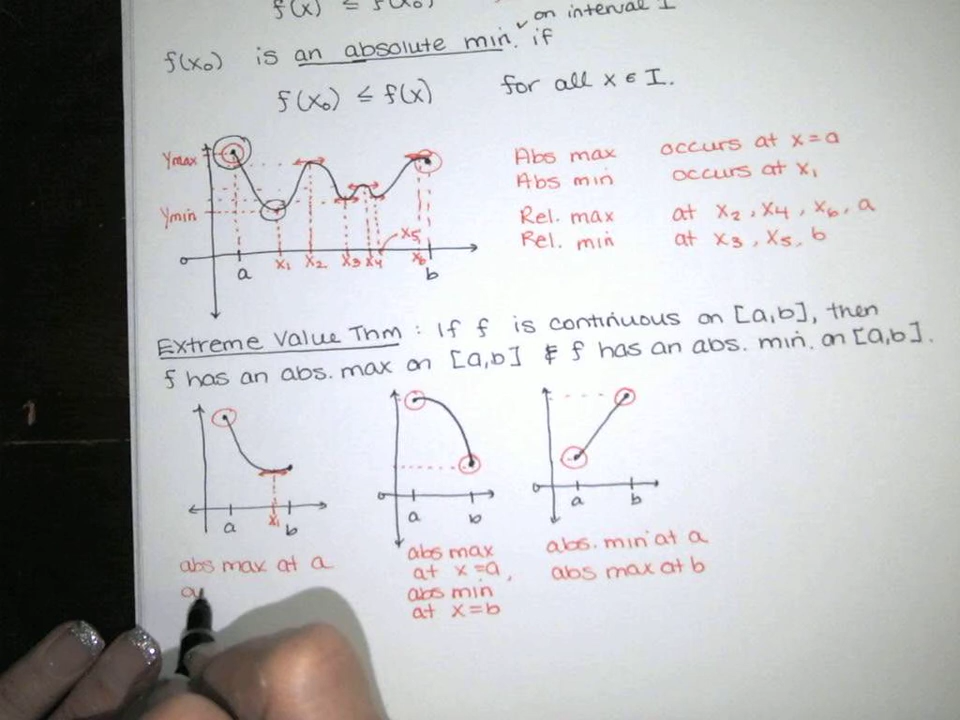 f(x) ≤ f(x₀)
on interval I
f(x₀) is an absolute min. if
f(x₀) ≤ f(x) for all x ∈ I.
Ymax
Ymin
a x₁ x₂ x₃ x₄ x₅ x₆ b
Abs max occurs at x=a
Abs min occurs at x₁
Rel. max at x₂, x₄, x₆, a
Rel. min at x₃, x₅, b
Extreme Value Thm: If f is continuous on [a,b], then
f has an abs. max on [a,b] & f has an abs. min. on [a,b].
a x₁ b
abs max at a
a
a b
abs max
at x=a,
abs min
at x=b
a b
abs. min at a
abs max at b